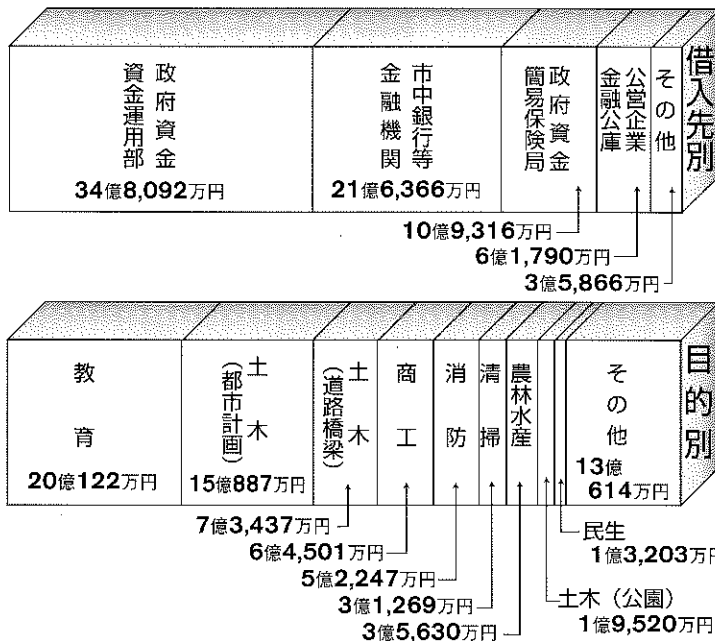 借入先別
政府資金
資金運用部
34億8,092万円
市中銀行等
金融機関
21億6,366万円
政府資金
簡易保険局
10億9,316万円
公営企業
金融公庫
6億1,790万円
その他
3億5,866万円
目的別
教育
20億122万円
土木
(都市計画)
15億887万円
土木
(道路橋梁)
7億3,437万円
商工
6億4,501万円
消防
5億2,247万円
清掃
3億1,269万円
農林水産
3億5,630万円
土木(公園)
1億9,520万円
民生
1億3,203万円
その他
13億
614万円